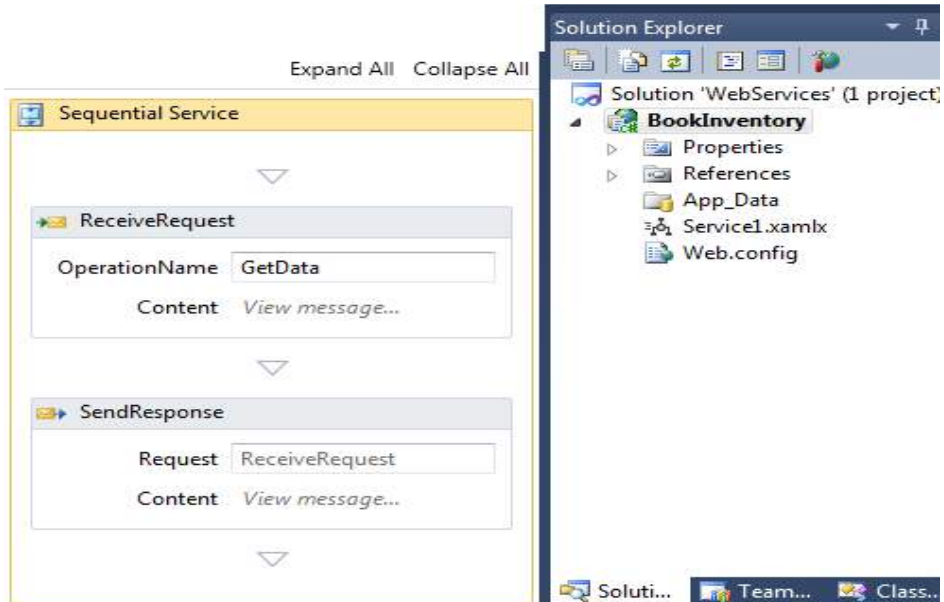 Expand All Collapse All
Sequential Service
ReceiveRequest
OperationName GetData
Content View message...
SendResponse
Request ReceiveRequest
Content View message...
Solution Explorer
Solution 'WebServices' (1 project)
BookInventory
Properties
References
App_Data
Service1.xamlx
Web.config
Soluti... Team... Class...